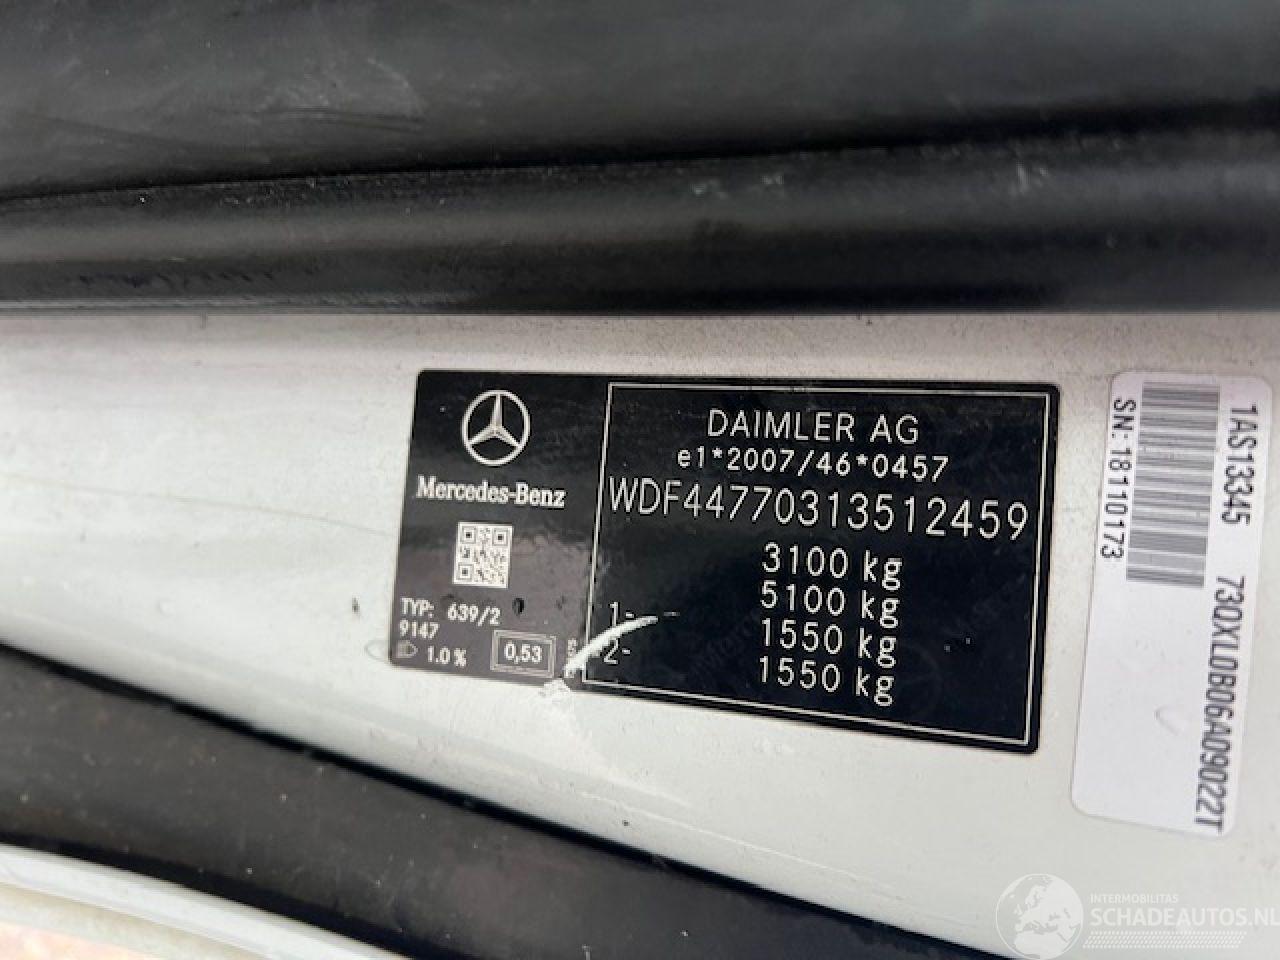 Mercedes-Benz
TYP: 639/2
9147
1.0 %
0,53
DAIMLER AG
e1*2007/46*0457
WDF44770313512459
3100 kg
5100 kg
1- 1550 kg
2- 1550 kg
1AS13345 730XL0B06A09022T
SN: 18110173
INTERMOBILITAS
SCHADEAUTOS.NL